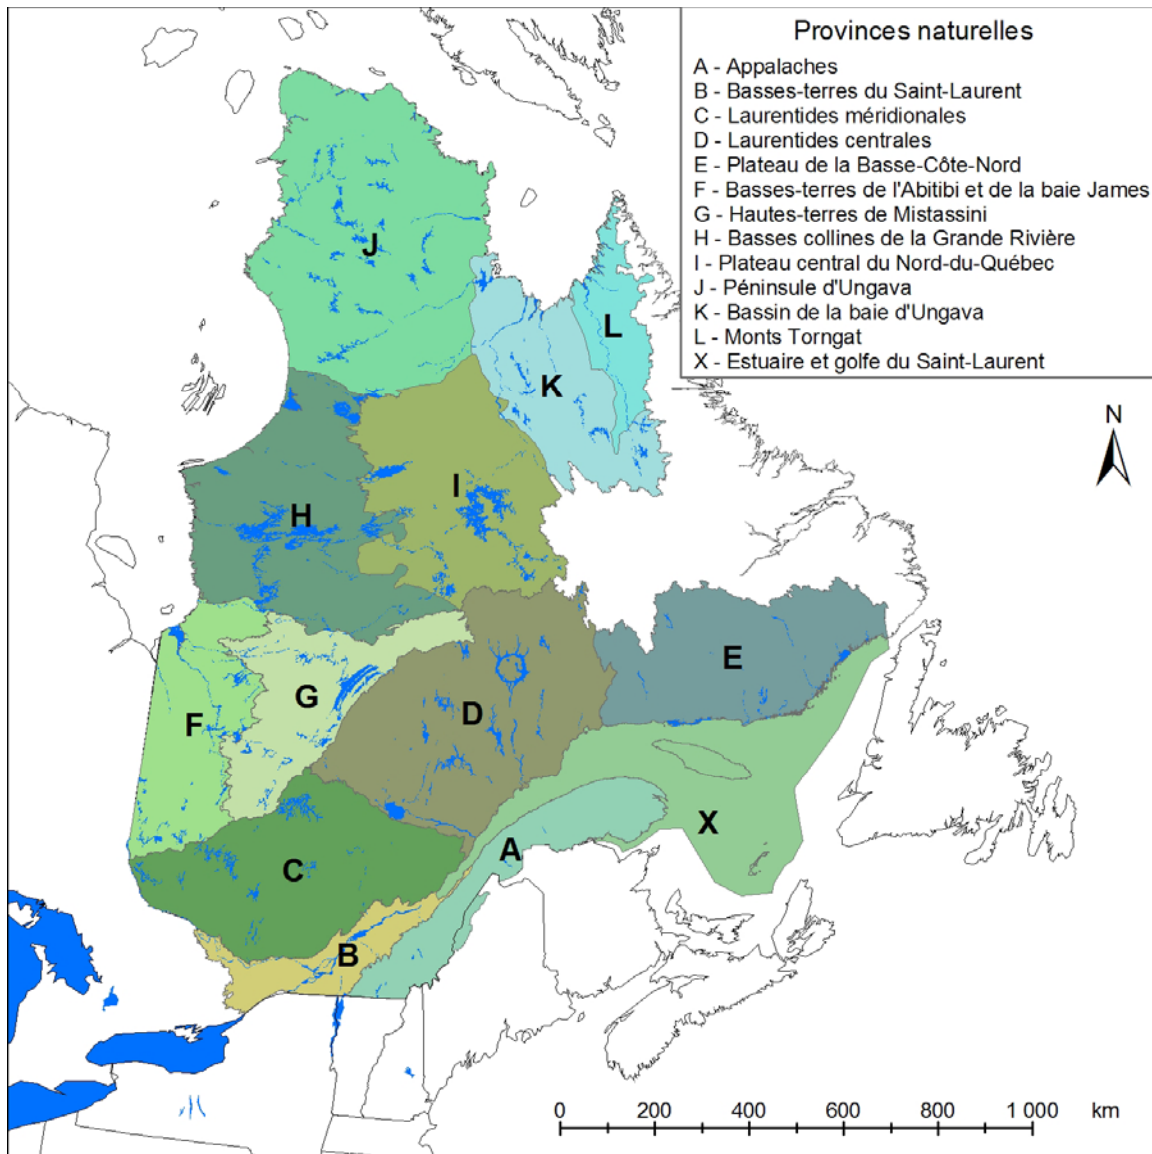 Provinces naturelles
A - Appalaches
B - Basses-terres du Saint-Laurent
C - Laurentides méridionales
D - Laurentides centrales
E - Plateau de la Basse-Côte-Nord
F - Basses-terres de l'Abitibi et de la baie James
G - Hautes-terres de Mistassini
H - Basses collines de la Grande Rivière
I - Plateau central du Nord-du-Québec
J - Péninsule d'Ungava
K - Bassin de la baie d'Ungava
L - Monts Torngat
X - Estuaire et golfe du Saint-Laurent
J
L
K
N
I
H
E
G
D
F
X
A
C
B
0 200 400 600 800 1 000 km